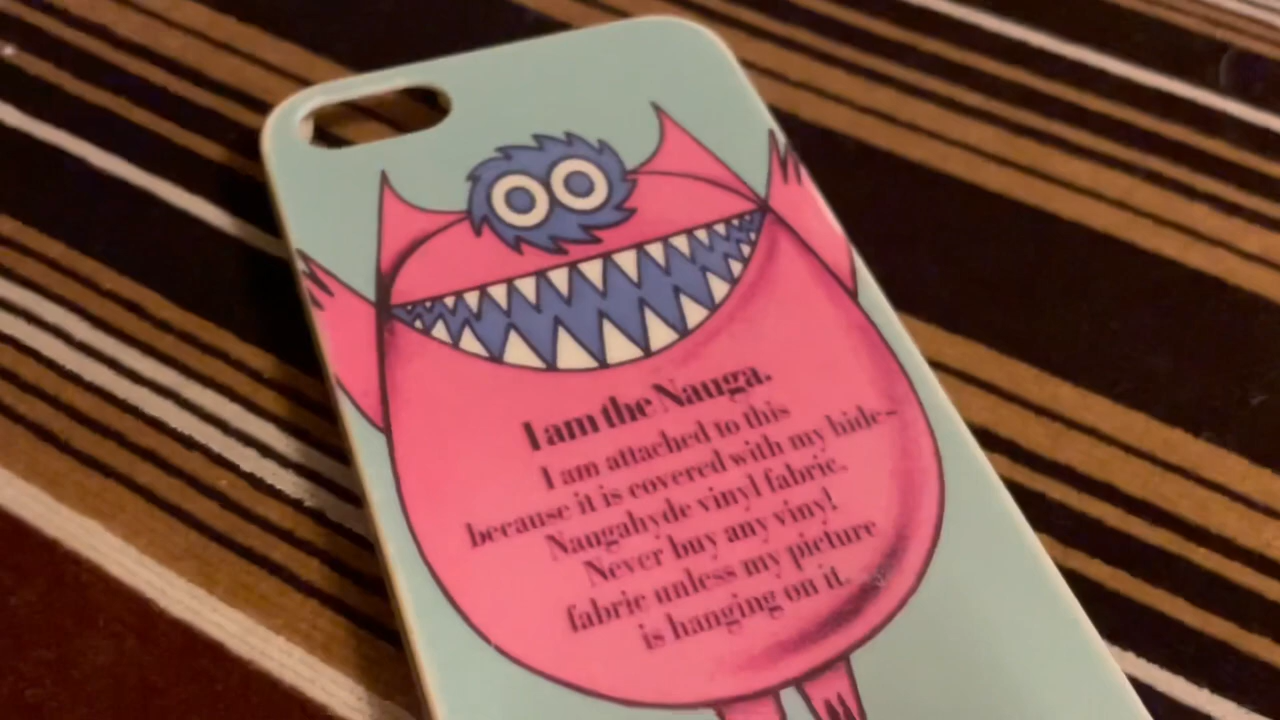 I am the Nauga.
I am attached to this
because it is covered with my hide–
Naugahyde vinyl fabric.
Never buy any vinyl
fabric unless my picture
is hanging on it.